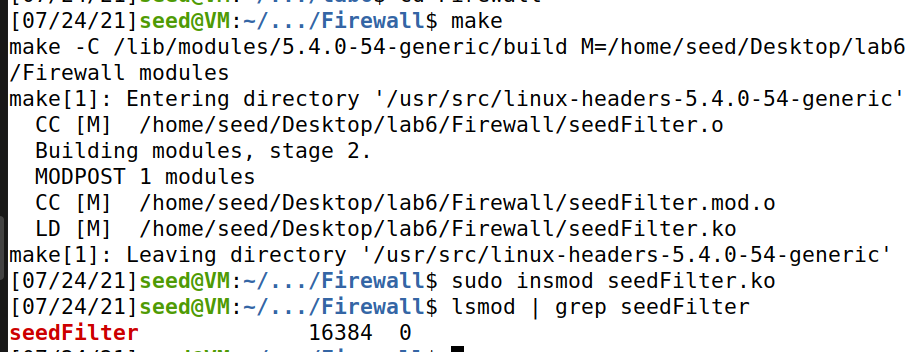 [07/24/21]seed@VM:~/.../Firewall$ make
make -C /lib/modules/5.4.0-54-generic/build M=/home/seed/Desktop/lab6
/Firewall modules
make[1]: Entering directory '/usr/src/linux-headers-5.4.0-54-generic'
  CC [M]  /home/seed/Desktop/lab6/Firewall/seedFilter.o
  Building modules, stage 2.
  MODPOST 1 modules
  CC [M]  /home/seed/Desktop/lab6/Firewall/seedFilter.mod.o
  LD [M]  /home/seed/Desktop/lab6/Firewall/seedFilter.ko
make[1]: Leaving directory '/usr/src/linux-headers-5.4.0-54-generic'
[07/24/21]seed@VM:~/.../Firewall$ sudo insmod seedFilter.ko
[07/24/21]seed@VM:~/.../Firewall$ lsmod | grep seedFilter
seedFilter             16384  0